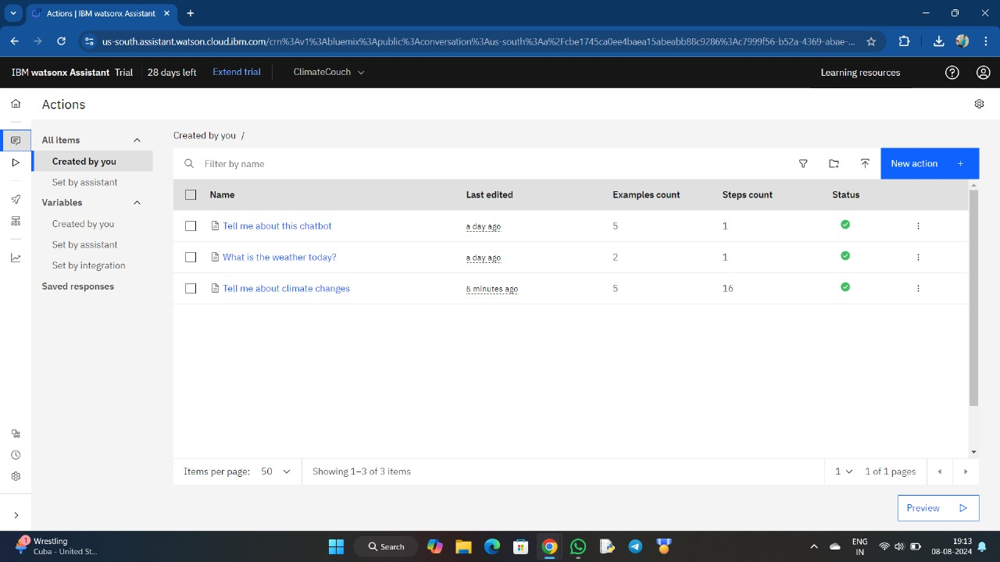 Actions | IBM watsonx Assistant
us-south.assistant.watson.cloud.ibm.com/crn%3Av1%3Abluemix%3Apublic%3Aconversation%3Aus-south%3Aa%2Fcbe1745ca0ee4baea15abeabb88c9286%3Ac7999f56-b52a-4369-abae-...
IBM watsonx Assistant Trial 28 days left Extend trial ClimateCouch Learning resources
Actions
All items
Created by you
Set by assistant
Variables
Created by you
Set by assistant
Set by integration
Saved responses
Created by you /
Filter by name New action +
Name Last edited Examples count Steps count Status
Tell me about this chatbot a day ago 5 1
What is the weather today? a day ago 2 1
Tell me about climate changes 5 minutes ago 5 16
Items per page: 50 Showing 1–3 of 3 items 1 1 of 1 pages
Preview
1 Wrestling
Cuba - United St...
Search
ENG
IN
19:13
08-08-2024